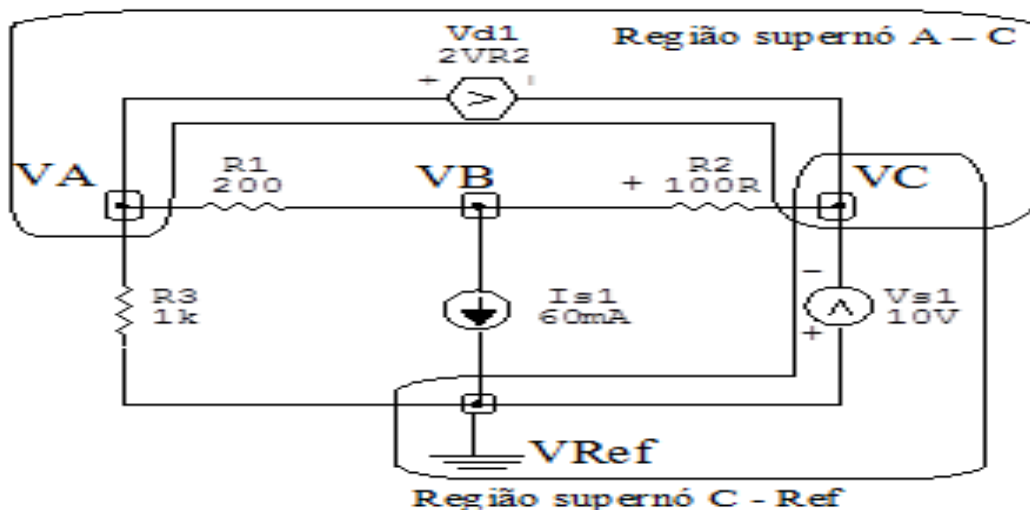 Vd1
Região supernó A – C
2VR2
+
VA
R1
200
VB
R2
+ 100R
VC
R3
1k
Is1
60mA
-
Vs1
10V
+
VRef
Região supernó C - Ref